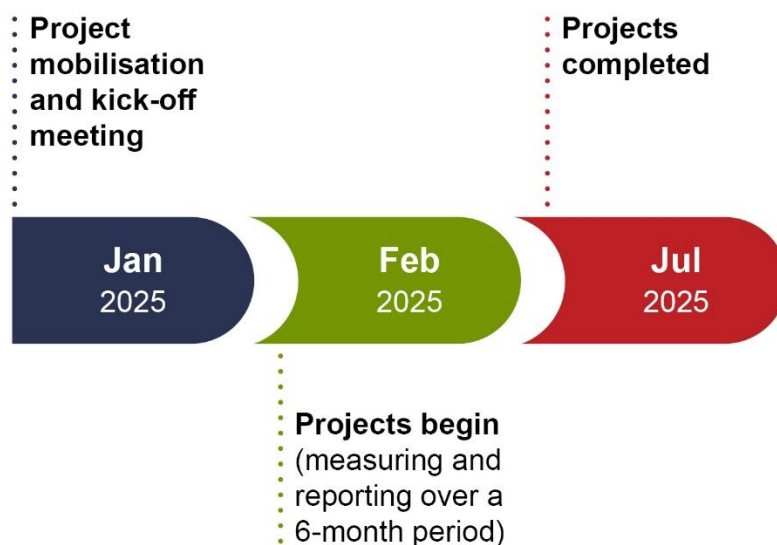 Project
mobilisation
and kick-off
meeting
Projects
completed
Jan
2025
Feb
2025
Jul
2025
Projects begin
(measuring and
reporting over a
6-month period)